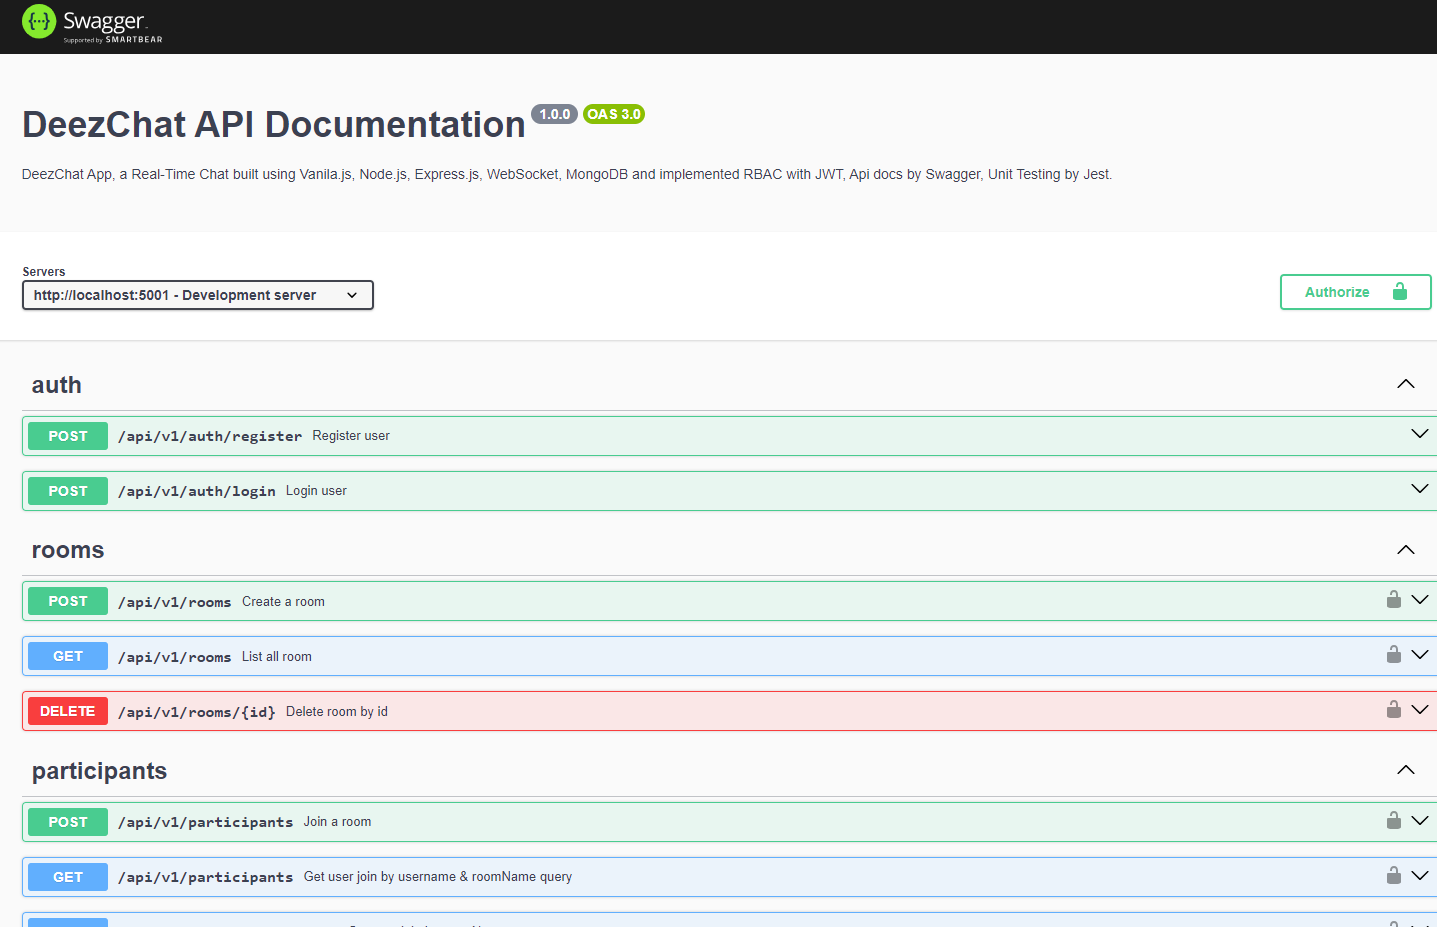 Swagger
Supported by SMARTBEAR
DeezChat API Documentation 1.0.0 OAS 3.0
DeezChat App, a Real-Time Chat built using Vanila.js, Node.js, Express.js, WebSocket, MongoDB and implemented RBAC with JWT, Api docs by Swagger, Unit Testing by Jest.
Servers
http://localhost:5001 - Development server
Authorize
auth
POST /api/v1/auth/register Register user
POST /api/v1/auth/login Login user
rooms
POST /api/v1/rooms Create a room
GET /api/v1/rooms List all room
DELETE /api/v1/rooms/{id} Delete room by id
participants
POST /api/v1/participants Join a room
GET /api/v1/participants Get user join by username & roomName query